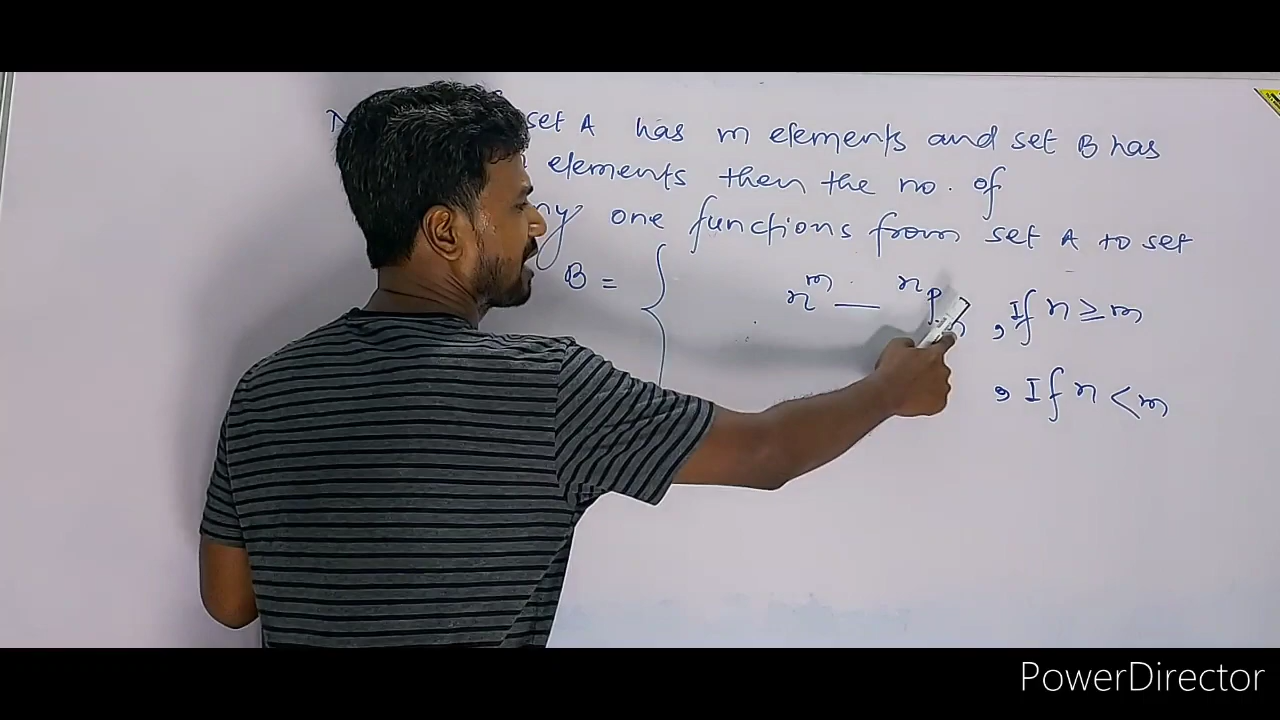 set A has m elements and set B has
elements then the no. of
ny one functions from set A to set
B = { n^m - ^nP , If n ≥ m
, If n < m
PowerDirector